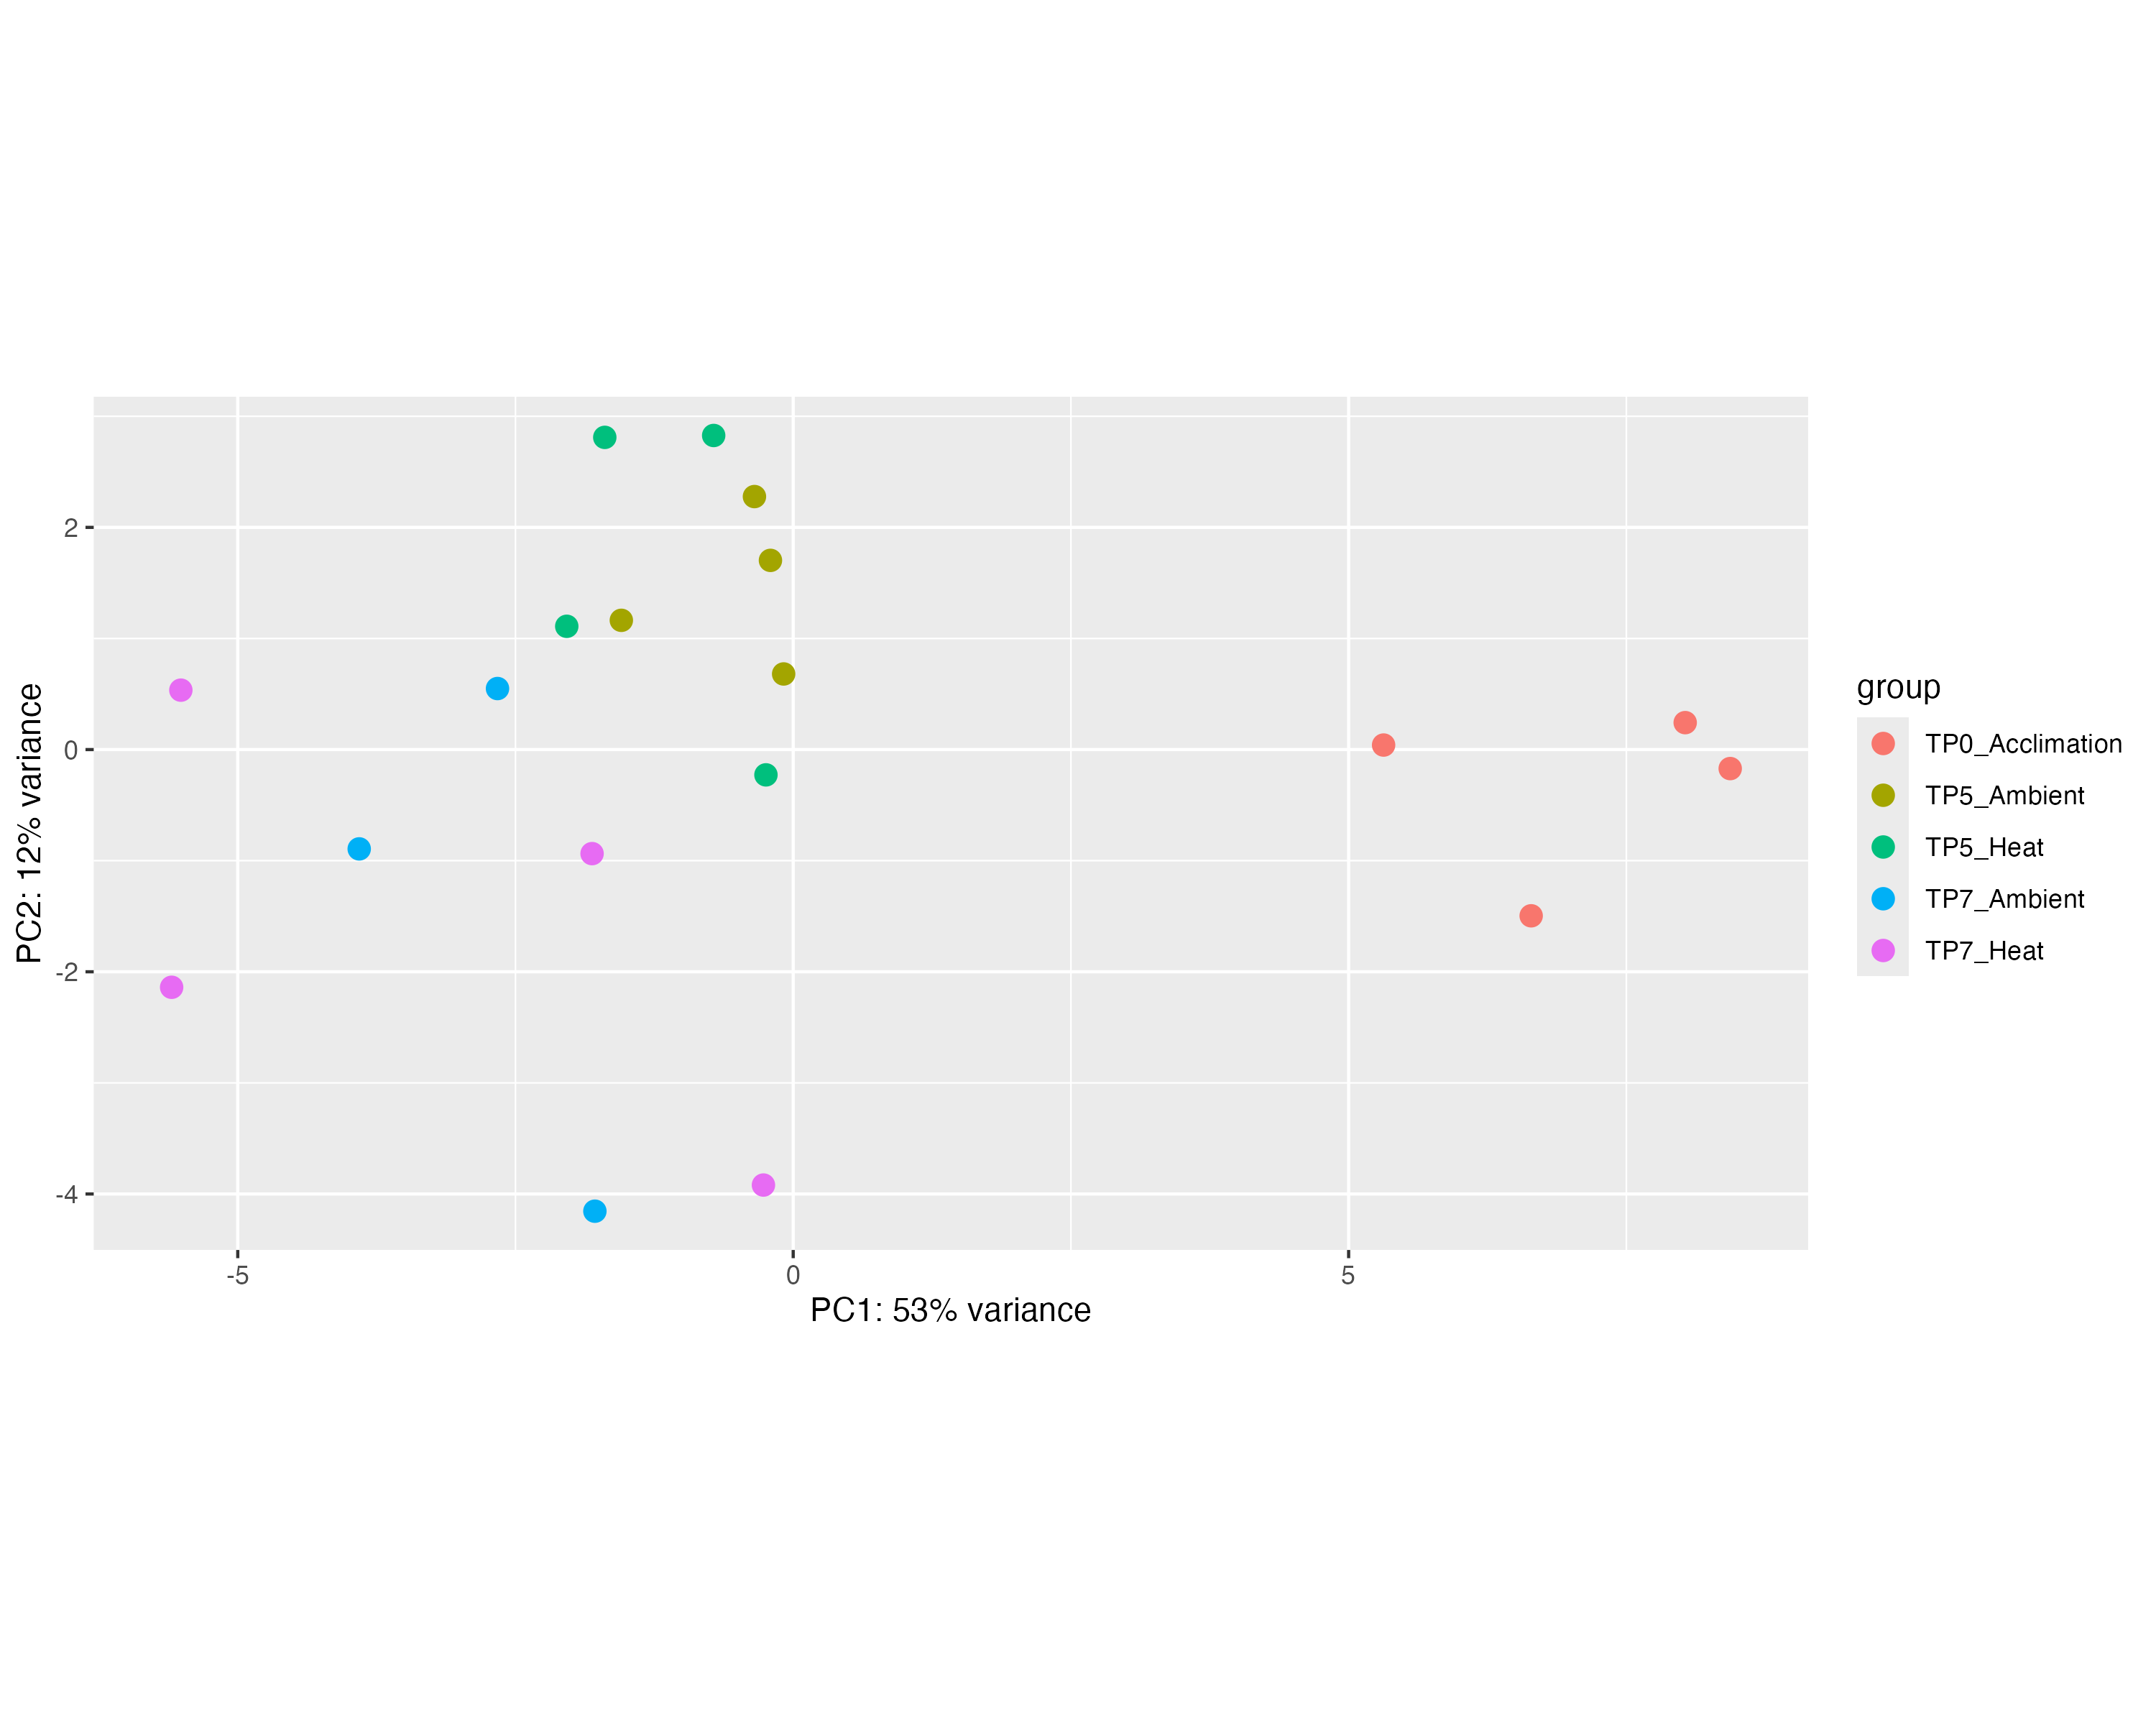 2
0
-2
-4
PC2: 12% variance
-5
0
5
PC1: 53% variance
group
TP0_Acclimation
TP5_Ambient
TP5_Heat
TP7_Ambient
TP7_Heat